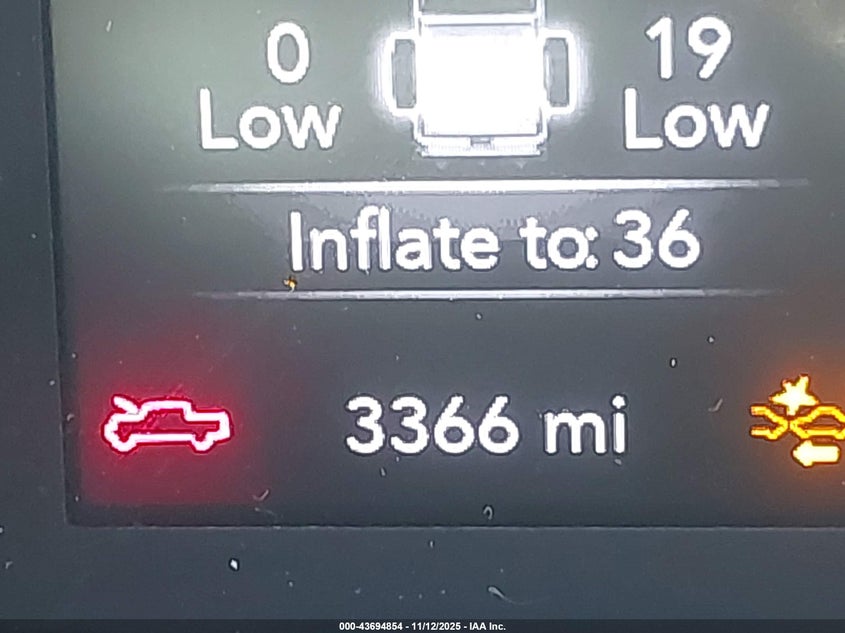 0 19
Low Low
Inflate to: 36
3366 mi
000-43694854 - 11/12/2025 - IAA Inc.